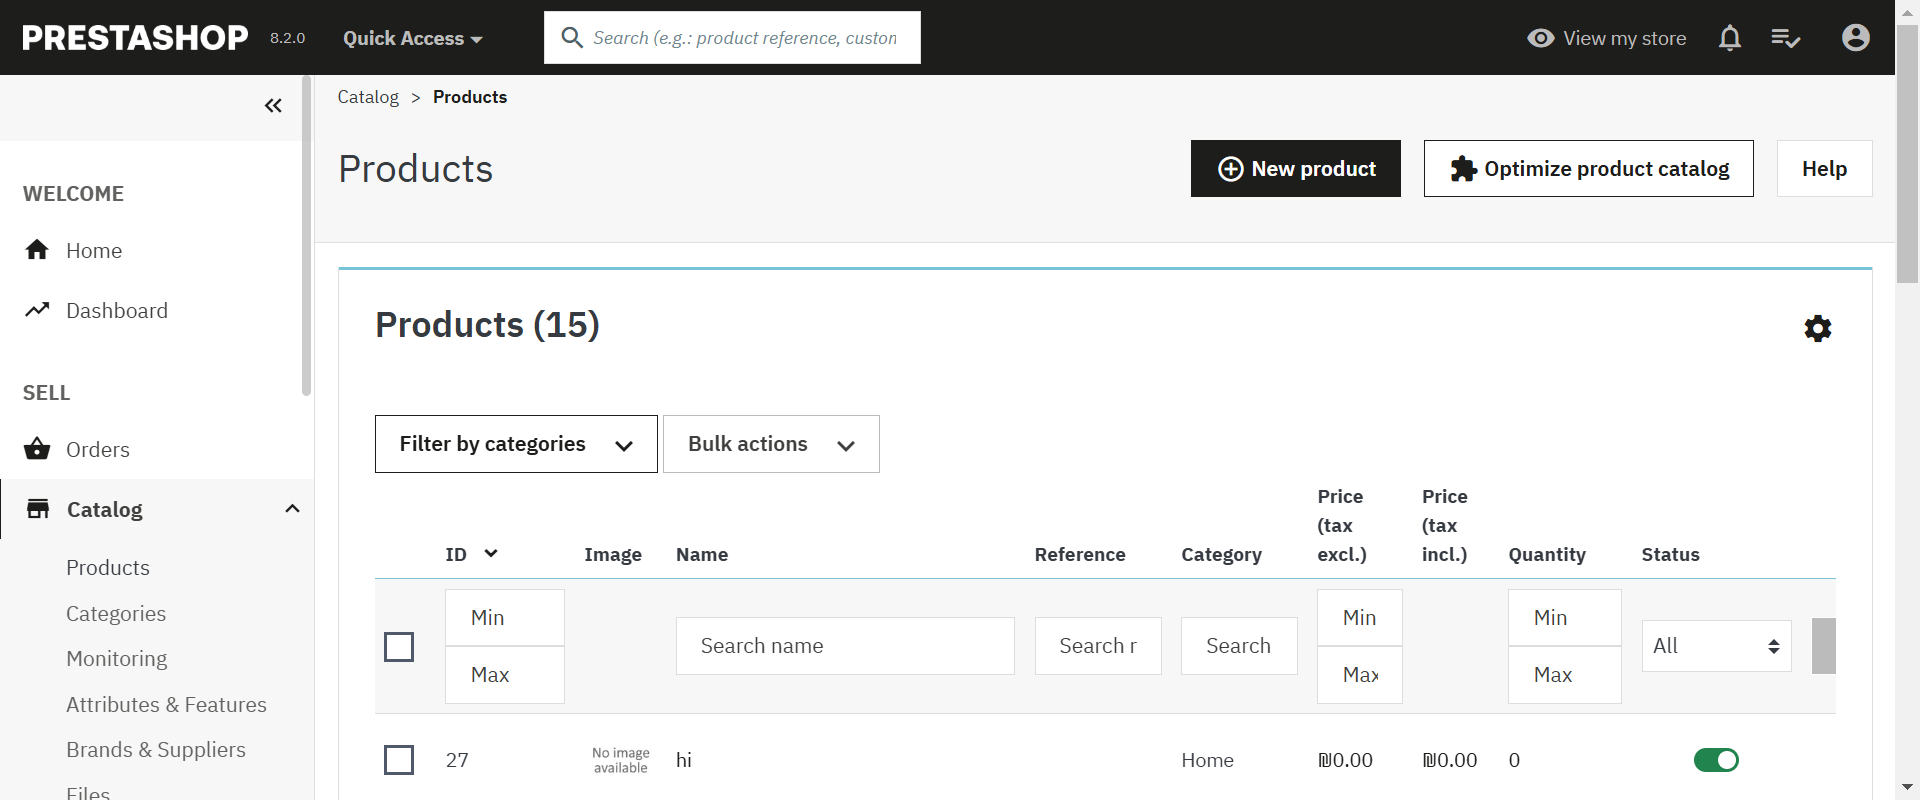 PRESTASHOP 8.2.0 Quick Access Search (e.g.: product reference, custon View my store
Catalog > Products
Products
New product Optimize product catalog Help
WELCOME
Home
Dashboard
SELL
Orders
Catalog
Products
Categories
Monitoring
Attributes & Features
Brands & Suppliers
Files
Products (15)
Filter by categories Bulk actions
ID Image Name Reference Category Price (tax excl.) Price (tax incl.) Quantity Status
Min Search name Search r Search Min Min All
Max Max Max
27 No image available hi Home ₪0.00 ₪0.00 0